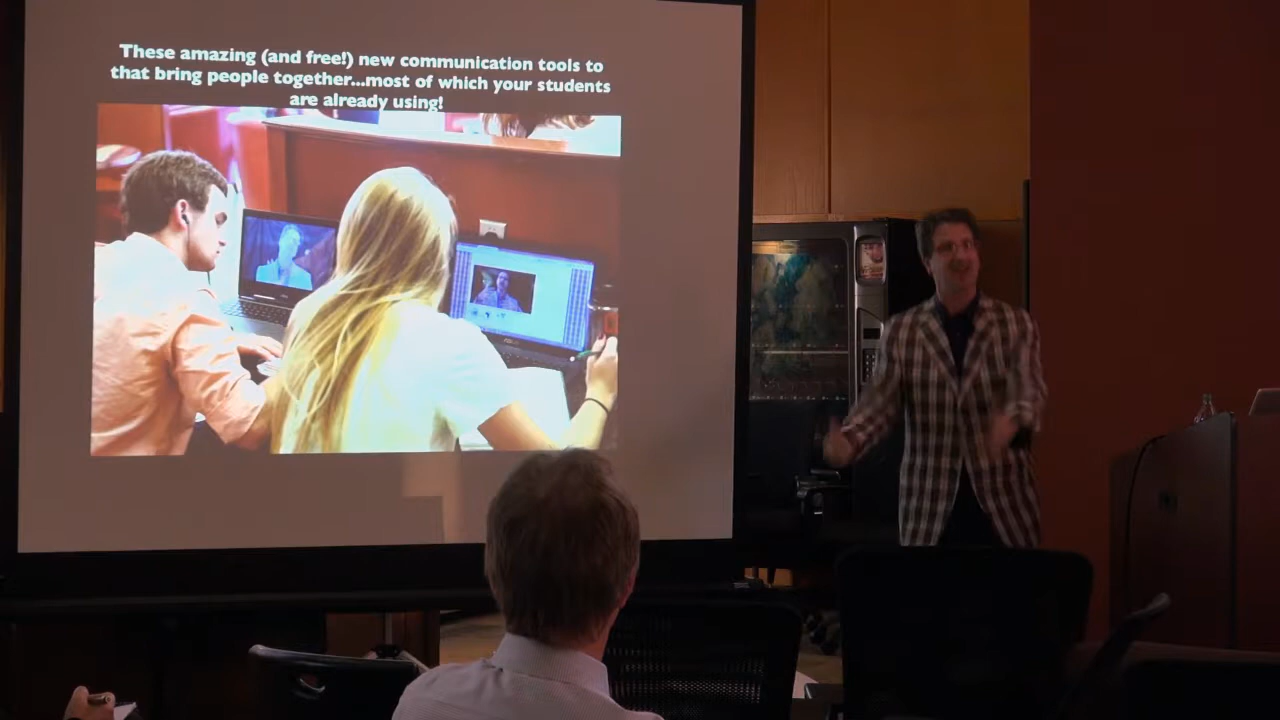 These amazing (and free!) new communication tools to
that bring people together...most of which your students
are already using!